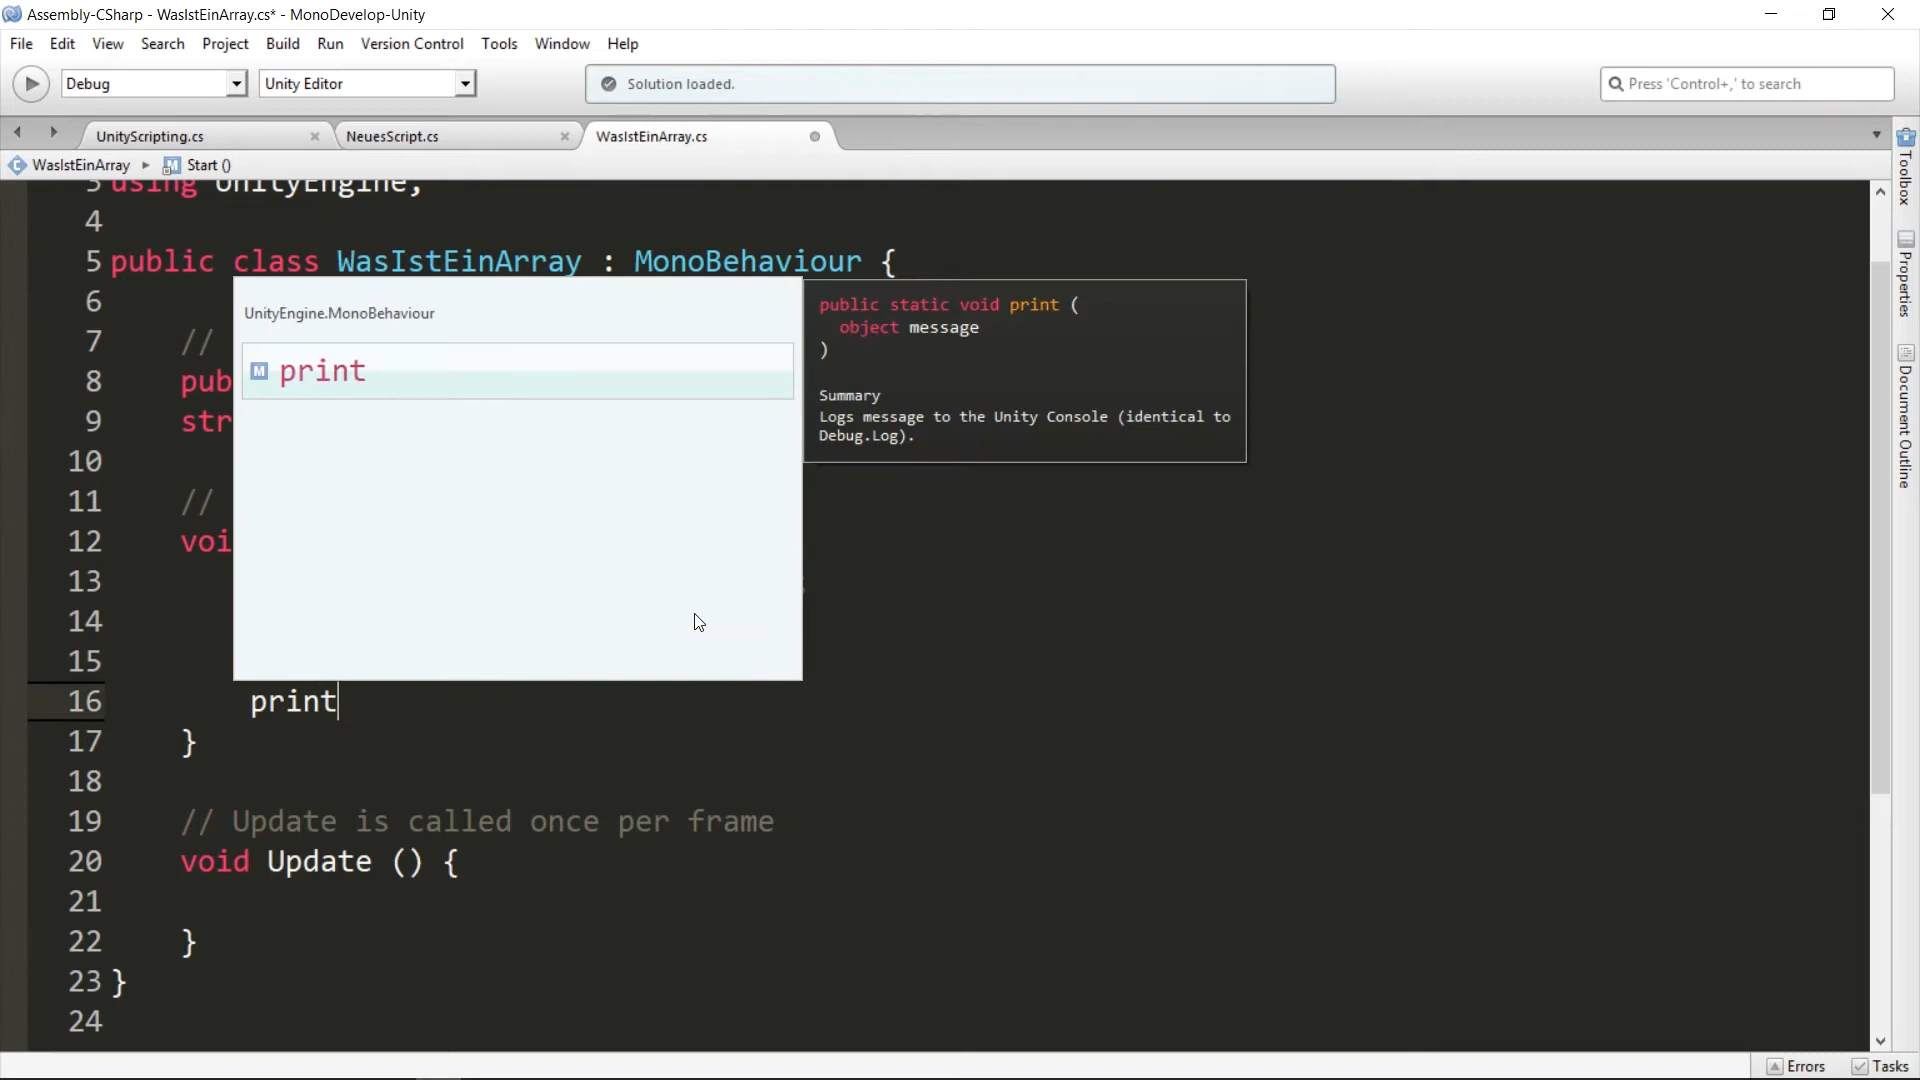 Assembly-CSharp - WasIstEinArray.cs* - MonoDevelop-Unity
File Edit View Search Project Build Run Version Control Tools Window Help
Debug Unity Editor Solution loaded. Press 'Control+,' to search
UnityScripting.cs NeuesScript.cs WasIstEinArray.cs
WasIstEinArray Start ()
3 using UnityEngine;
4
5 public class WasIstEinArray : MonoBehaviour {
6
7 //
8 pub
9 str
10
11 //
12 voi
13
14
15
16 print
17 }
18
19 // Update is called once per frame
20 void Update () {
21
22 }
23 }
24
UnityEngine.MonoBehaviour
M print
public static void print (
object message
)
Summary
Logs message to the Unity Console (identical to
Debug.Log).
Toolbox
Properties
Document Outline
Errors Tasks